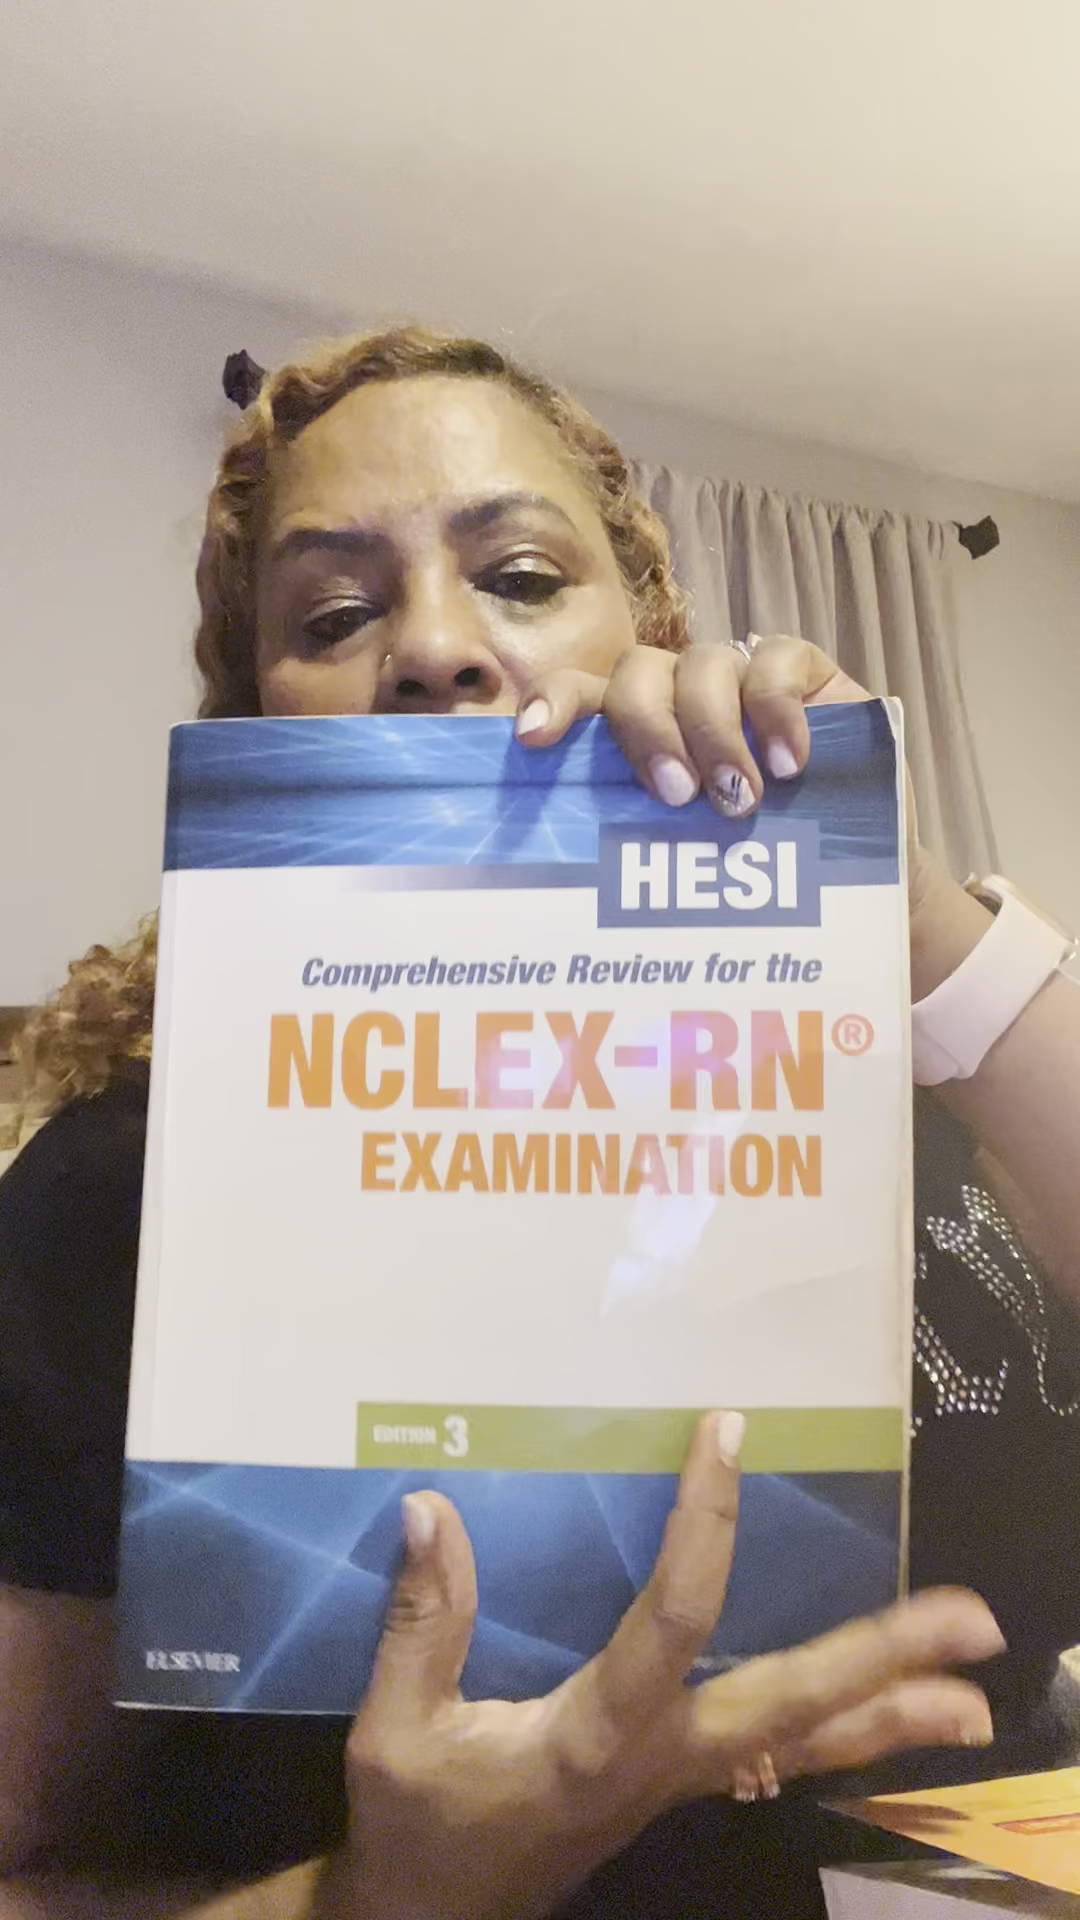 HESI
Comprehensive Review for the
NCLEX-RN®
EXAMINATION
EDITION 3
ELSEVIER